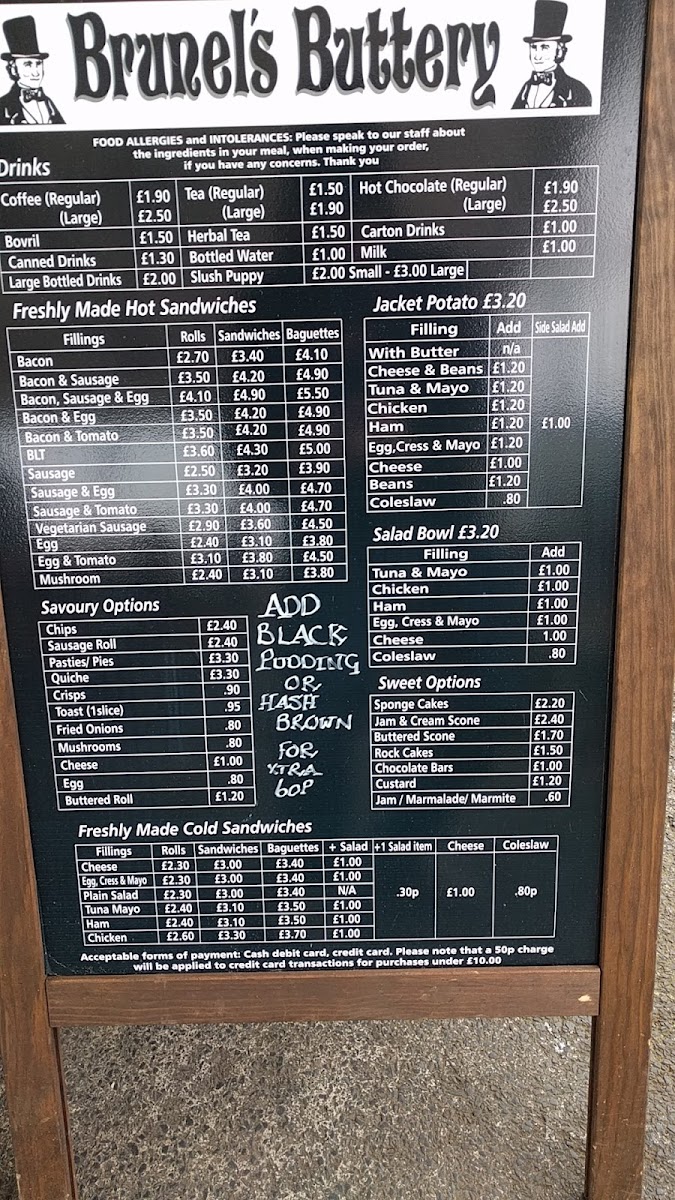 Brunel's Buttery
FOOD ALLERGIES and INTOLERANCES: Please speak to our staff about
the ingredients in your meal, when making your order,
if you have any concerns. Thank you
Drinks
Coffee (Regular) £1.90 Tea (Regular) £1.50 Hot Chocolate (Regular) £1.90
(Large) £2.50 (Large) £1.90 (Large) £2.50
Bovril £1.50 Herbal Tea £1.50 Carton Drinks £1.00
Canned Drinks £1.30 Bottled Water £1.00 Milk £1.00
Large Bottled Drinks £2.00 Slush Puppy £2.00 Small - £3.00 Large
Freshly Made Hot Sandwiches
Fillings Rolls Sandwiches Baguettes
Bacon £2.70 £3.40 £4.10
Bacon & Sausage £3.50 £4.20 £4.90
Bacon, Sausage & Egg £4.10 £4.90 £5.50
Bacon & Egg £3.50 £4.20 £4.90
Bacon & Tomato £3.50 £4.20 £4.90
BLT £3.60 £4.30 £5.00
Sausage £2.50 £3.20 £3.90
Sausage & Egg £3.30 £4.00 £4.70
Sausage & Tomato £3.30 £4.00 £4.70
Vegetarian Sausage £2.90 £3.60 £4.50
Egg £2.40 £3.10 £3.80
Egg & Tomato £3.10 £3.80 £4.50
Mushroom £2.40 £3.10 £3.80
Jacket Potato £3.20
Filling Add Side Salad Add
With Butter n/a
Cheese & Beans £1.20
Tuna & Mayo £1.20
Chicken £1.20
Ham £1.20 £1.00
Egg,Cress & Mayo £1.20
Cheese £1.00
Beans £1.20
Coleslaw .80
Salad Bowl £3.20
Filling Add
Tuna & Mayo £1.00
Chicken £1.00
Ham £1.00
Egg, Cress & Mayo £1.00
Cheese 1.00
Coleslaw .80
Savoury Options
Chips £2.40
Sausage Roll £2.40
Pasties/ Pies £3.30
Quiche £3.30
Crisps .90
Toast (1slice) .95
Fried Onions .80
Mushrooms .80
Cheese £1.00
Egg .80
Buttered Roll £1.20
ADD
BLACK
PUDDING
OR
HASH
BROWN
FOR
XTRA
60P
Sweet Options
Sponge Cakes £2.20
Jam & Cream Scone £2.40
Buttered Scone £1.70
Rock Cakes £1.50
Chocolate Bars £1.00
Custard £1.20
Jam / Marmalade/ Marmite .60
Freshly Made Cold Sandwiches
Fillings Rolls Sandwiches Baguettes + Salad +1 Salad item Cheese Coleslaw
Cheese £2.30 £3.00 £3.40 £1.00
Egg, Cress & Mayo £2.30 £3.00 £3.40 £1.00
Plain Salad £2.30 £3.00 £3.40 N/A .30p £1.00 .80p
Tuna Mayo £2.40 £3.10 £3.50 £1.00
Ham £2.40 £3.10 £3.50 £1.00
Chicken £2.60 £3.30 £3.70 £1.00
Acceptable forms of payment: Cash debit card, credit card. Please note that a 50p charge
will be applied to credit card transactions for purchases under £10.00